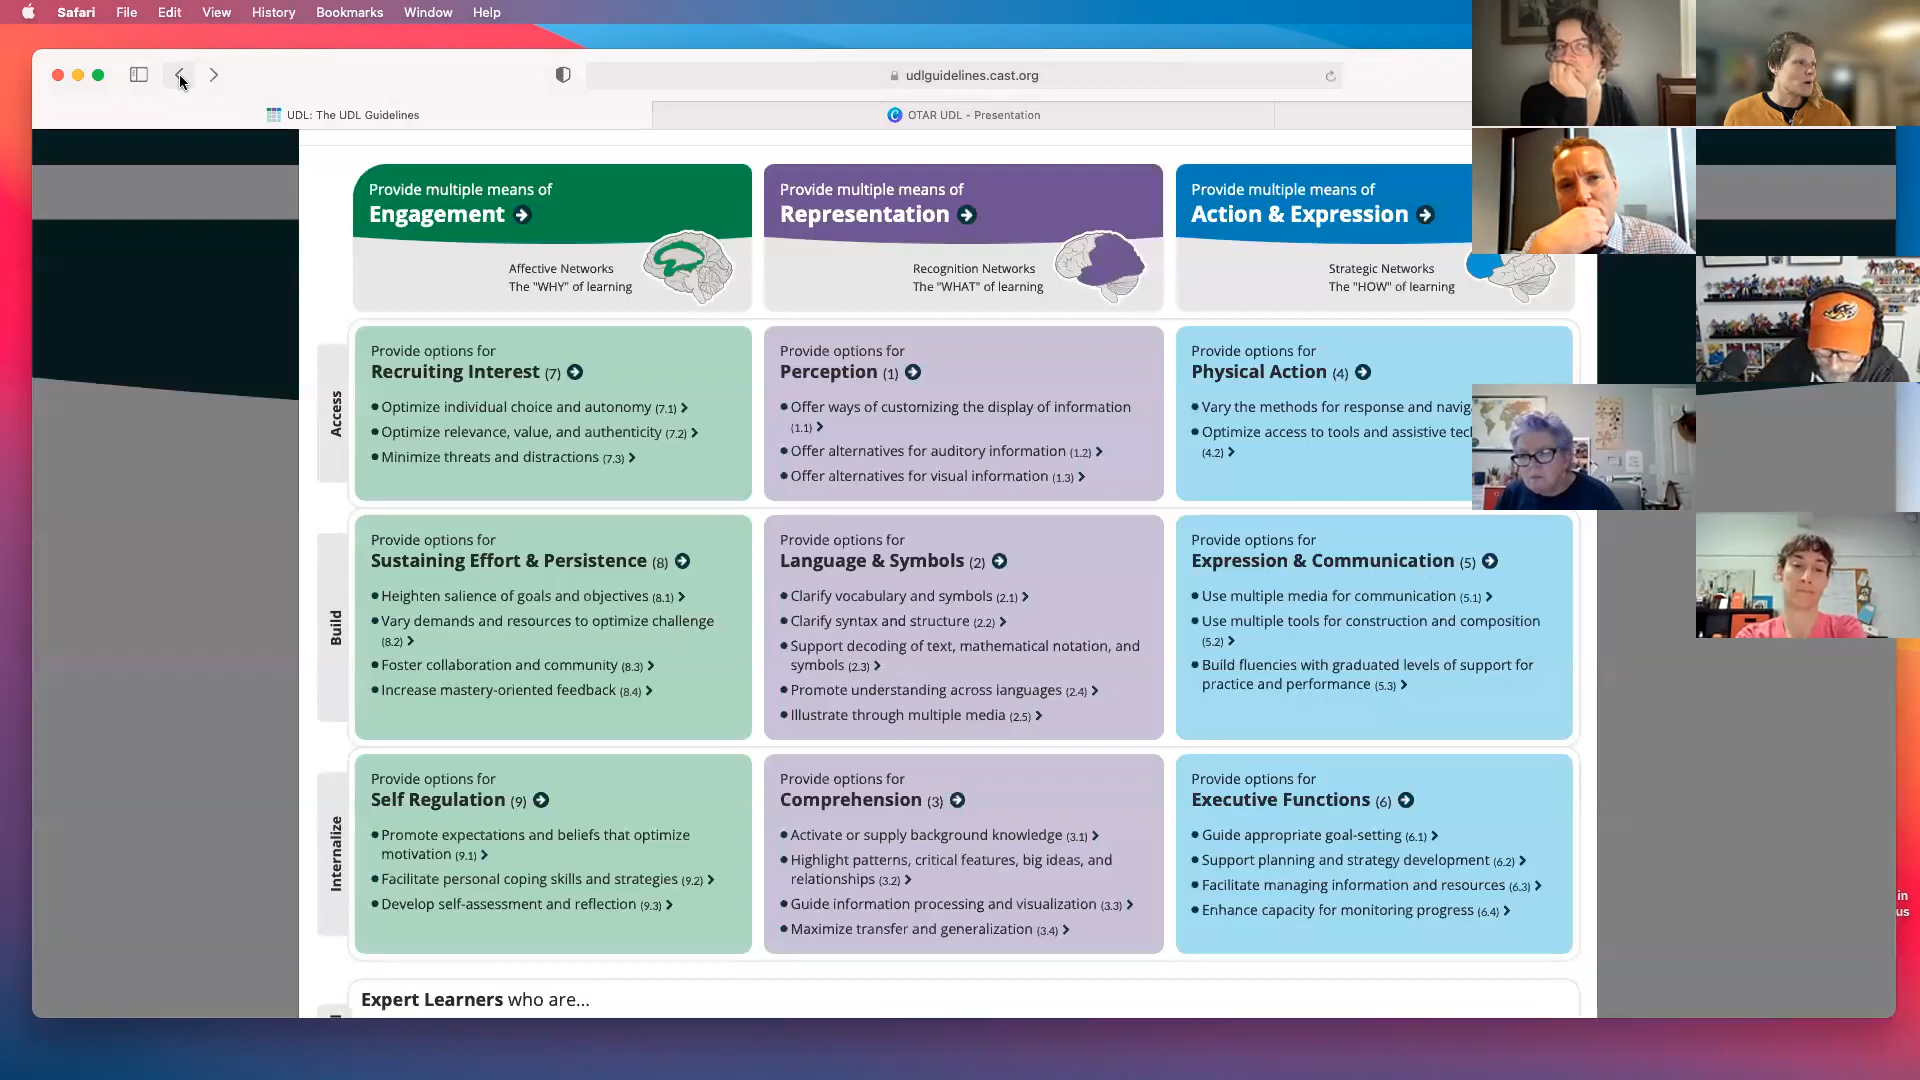 Safari File Edit View History Bookmarks Window Help
udlguidelines.cast.org
UDL: The UDL Guidelines
OTAR UDL - Presentation
Provide multiple means of
Engagement
Affective Networks
The "WHY" of learning
Provide multiple means of
Representation
Recognition Networks
The "WHAT" of learning
Provide multiple means of
Action & Expression
Strategic Networks
The "HOW" of learning
Access
Provide options for
Recruiting Interest (7)
Optimize individual choice and autonomy (7.1)
Optimize relevance, value, and authenticity (7.2)
Minimize threats and distractions (7.3)
Provide options for
Perception (1)
Offer ways of customizing the display of information
(1.1)
Offer alternatives for auditory information (1.2)
Offer alternatives for visual information (1.3)
Provide options for
Physical Action (4)
Vary the methods for response and
Optimize access to tools and assistive
(4.2)
Build
Provide options for
Sustaining Effort & Persistence (8)
Heighten salience of goals and objectives (8.1)
Vary demands and resources to optimize challenge
(8.2)
Foster collaboration and community (8.3)
Increase mastery-oriented feedback (8.4)
Provide options for
Language & Symbols (2)
Clarify vocabulary and symbols (2.1)
Clarify syntax and structure (2.2)
Support decoding of text, mathematical notation, and
symbols (2.3)
Promote understanding across languages (2.4)
Illustrate through multiple media (2.5)
Provide options for
Expression & Communication (5)
Use multiple media for communication (5.1)
Use multiple tools for construction and composition
(5.2)
Build fluencies with graduated levels of support for
practice and performance (5.3)
Internalize
Provide options for
Self Regulation (9)
Promote expectations and beliefs that optimize
motivation (9.1)
Facilitate personal coping skills and strategies (9.2)
Develop self-assessment and reflection (9.3)
Provide options for
Comprehension (3)
Activate or supply background knowledge (3.1)
Highlight patterns, critical features, big ideas, and
relationships (3.2)
Guide information processing and visualization (3.3)
Maximize transfer and generalization (3.4)
Provide options for
Executive Functions (6)
Guide appropriate goal-setting (6.1)
Support planning and strategy development (6.2)
Facilitate managing information and resources (6.3)
Enhance capacity for monitoring progress (6.4)
in
us
Expert Learners who are...